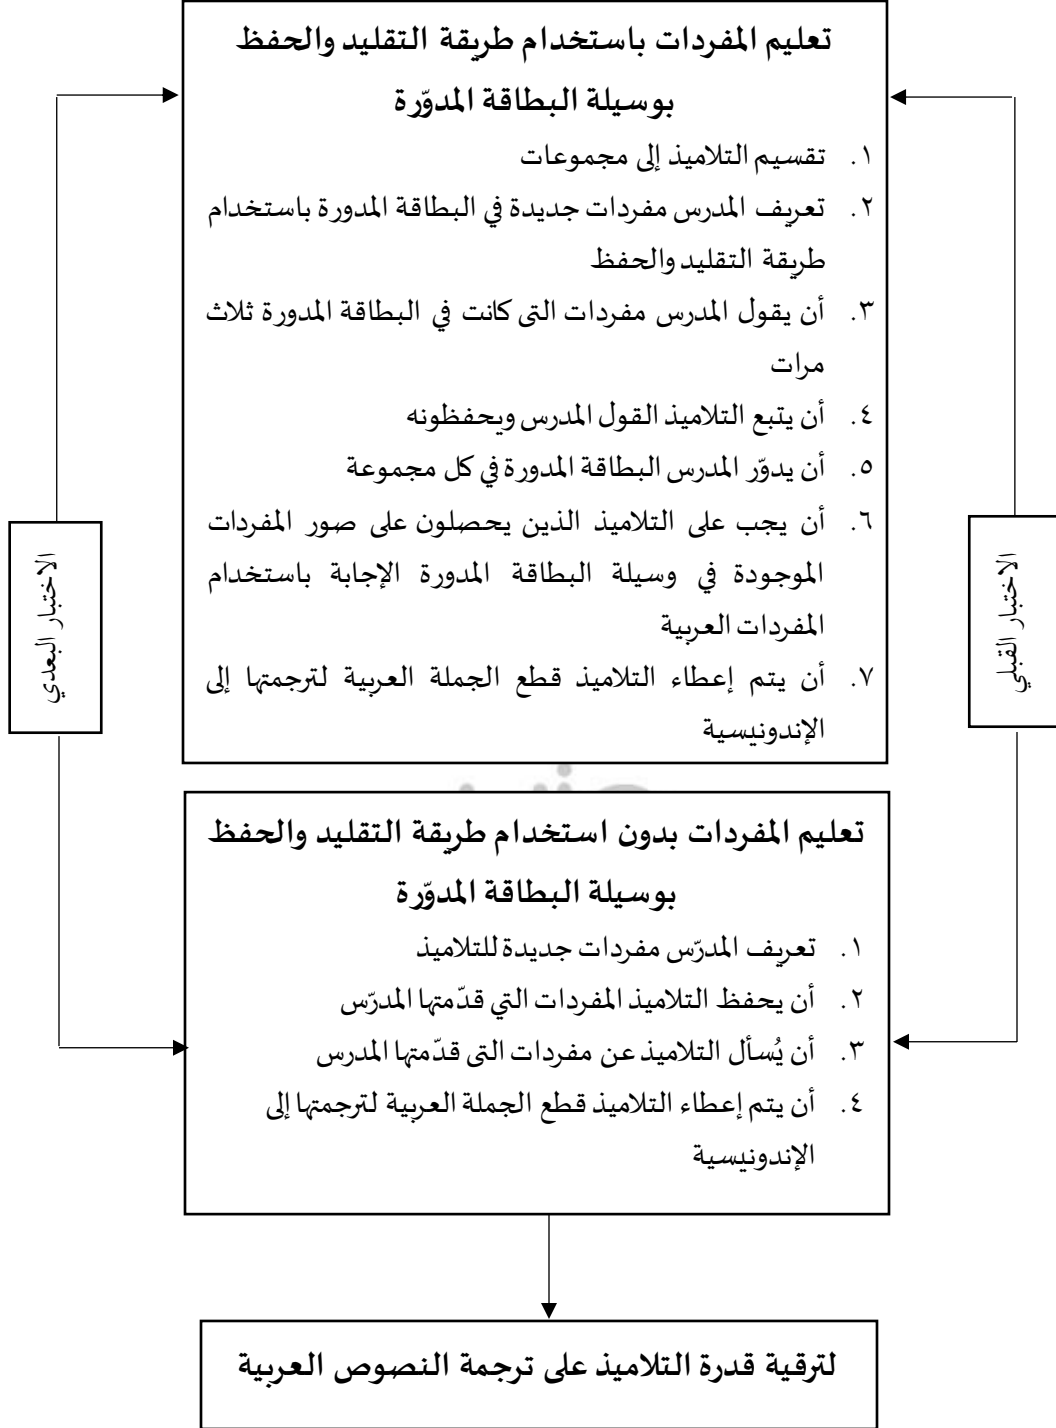 تعليم المفردات باستخدام طريقة التقليد والحفظ
بوسيلة البطاقة المدوّرة
١. تقسيم التلاميذ إلى مجموعات
٢. تعريف المدرس مفردات جديدة في البطاقة المدورة باستخدام
طريقة التقليد والحفظ
٣. أن يقول المدرس مفردات التى كانت في البطاقة المدورة ثلاث
مرات
٤. أن يتبع التلاميذ القول المدرس ويحفظونه
٥. أن يدوّر المدرس البطاقة المدورة في كل مجموعة
٦. أن يجب على التلاميذ الذين يحصلون على صور المفردات
الموجودة في وسيلة البطاقة المدورة الإجابة باستخدام
المفردات العربية
٧. أن يتم إعطاء التلاميذ قطع الجملة العربية لترجمتها إلى
الإندونيسية
الاختبار القبلي
الاختبار البعدي
تعليم المفردات بدون استخدام طريقة التقليد والحفظ
بوسيلة البطاقة المدوّرة
١. تعريف المدرّس مفردات جديدة للتلاميذ
٢. أن يحفظ التلاميذ المفردات التي قدّمتها المدرّس
٣. أن يُسأل التلاميذ عن مفردات التى قدّمتها المدرس
٤. أن يتم إعطاء التلاميذ قطع الجملة العربية لترجمتها إلى
الإندونيسية
لترقية قدرة التلاميذ على ترجمة النصوص العربية